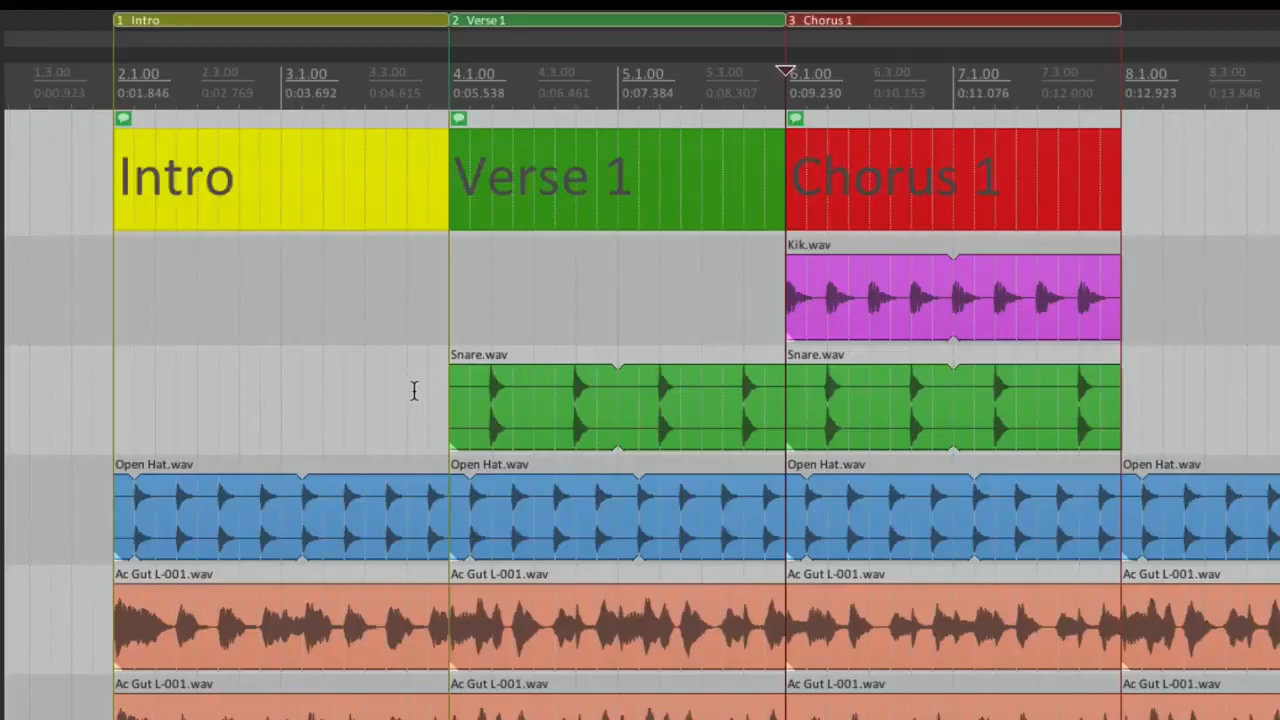 1 Intro 2 Verse 1 3 Chorus 1
1.3.00 2.1.00 2.3.00 3.1.00 3.3.00 4.1.00 4.3.00 5.1.00 5.3.00 6.1.00 6.3.00 7.1.00 7.3.00 8.1.00 8.3.00
0:00.923 0:01.846 0:02.769 0:03.692 0:04.615 0:05.538 0:06.461 0:07.384 0:08.307 0:09.230 0:10.153 0:11.076 0:12.000 0:12.923 0:13.846
Intro Verse 1 Chorus 1
Kik.wav
Snare.wav Snare.wav
Open Hat.wav Open Hat.wav Open Hat.wav Open Hat.wav
Ac Gut L-001.wav Ac Gut L-001.wav Ac Gut L-001.wav Ac Gut L-001.wav
Ac Gut L-001.wav Ac Gut L-001.wav Ac Gut L-001.wav Ac Gut L-001.wav